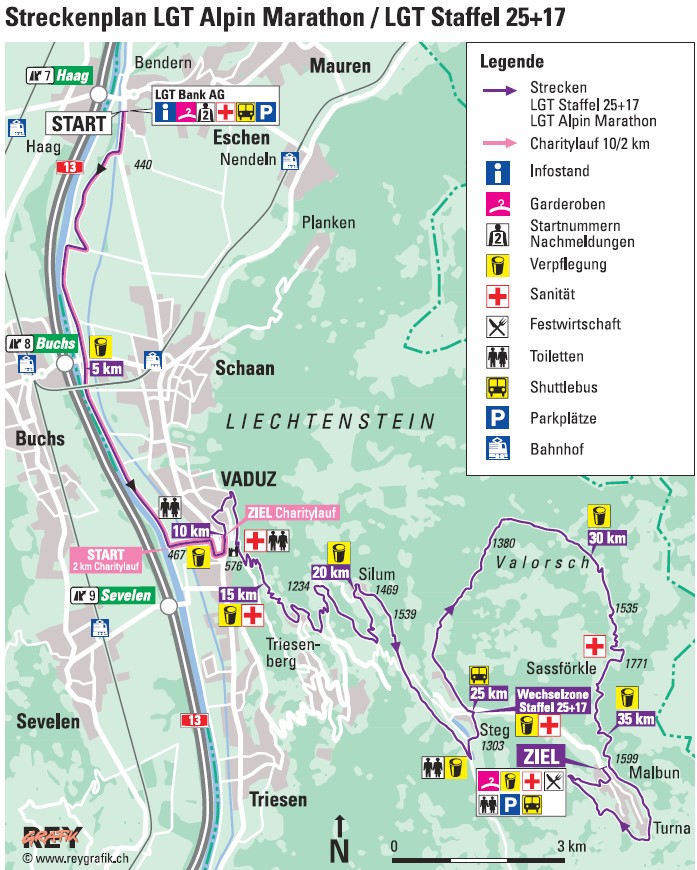 Streckenplan LGT Alpin Marathon / LGT Staffel 25+17
7 Haag
Bendern
Mauren
LGT Bank AG
i 2 P
START
Eschen
Haag
Nendeln
13
440
Planken
8 Buchs
5 km
Schaan
Buchs
LIECHTENSTEIN
VADUZ
ZIEL Charitylauf
10 km
START
2 km Charitylauf
467
576
9 Sevelen
15 km
1234
20 km
Silum
1469
1539
Triesen-
berg
1380
Valorsch
30 km
1535
Sassförkle
1771
25 km
Wechselzone
Staffel 25+17
35 km
Steg
1303
ZIEL
1599
Malbun
P
Turna
Sevelen
13
Triesen
REY
GRAFIK
© www.reygrafik.ch
N
0 3 km
Legende
Strecken
LGT Staffel 25+17
LGT Alpin Marathon
Charitylauf 10/2 km
i Infostand
Garderoben
2 Startnummern
Nachmeldungen
Verpflegung
Sanität
Festwirtschaft
Toiletten
Shuttlebus
P Parkplätze
Bahnhof